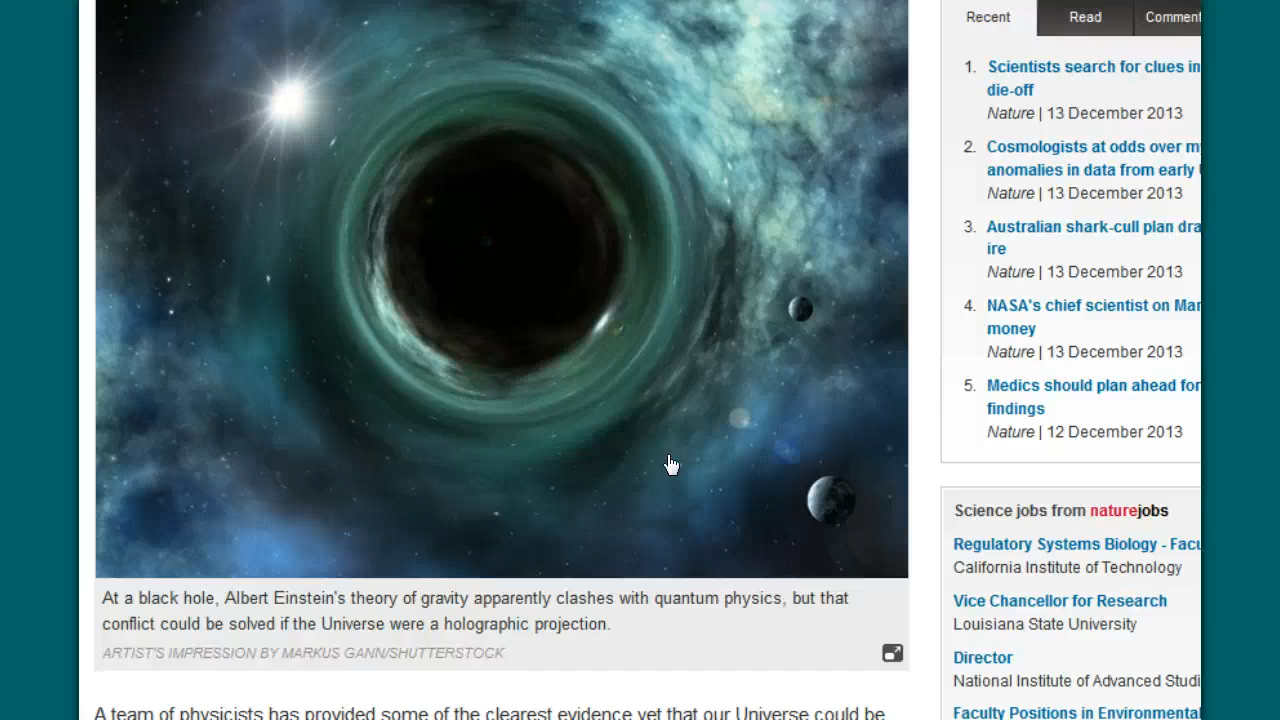 Recent Read Comment
1. Scientists search for clues in
die-off
Nature | 13 December 2013
2. Cosmologists at odds over
anomalies in data from early
Nature | 13 December 2013
3. Australian shark-cull plan
ire
Nature | 13 December 2013
4. NASA's chief scientist on
money
Nature | 13 December 2013
5. Medics should plan ahead for
findings
Nature | 12 December 2013
Science jobs from naturejobs
Regulatory Systems Biology -
California Institute of Technology
Vice Chancellor for Research
Louisiana State University
Director
National Institute of Advanced
Faculty Positions in Environmental
At a black hole, Albert Einstein's theory of gravity apparently clashes with quantum physics, but that
conflict could be solved if the Universe were a holographic projection.
ARTIST'S IMPRESSION BY MARKUS GANN/SHUTTERSTOCK
A team of physicists has provided some of the clearest evidence yet that our Universe could be